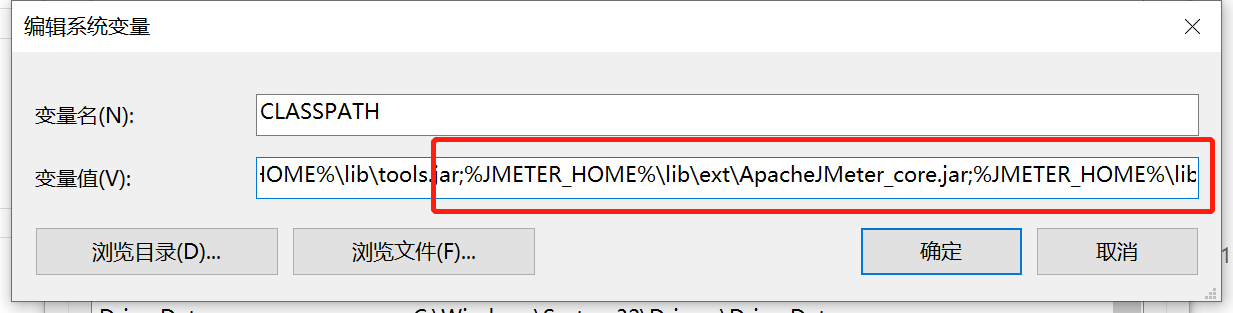 编辑系统变量
变量名(N):
CLASSPATH
变量值(V):
HOME%\lib\tools.jar;%JMETER_HOME%\lib\ext\ApacheJMeter_core.jar;%JMETER_HOME%\lib
浏览目录(D)...
浏览文件(F)...
确定
取消
1